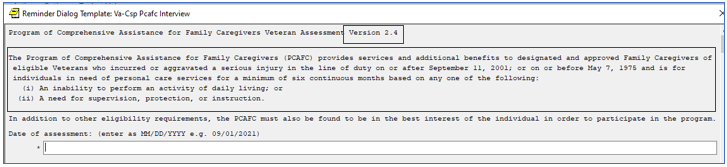 Reminder Dialog Template: Va-Csp Pcafc Interview
Program of Comprehensive Assistance for Family Caregivers Veteran Assessment Version 2.4
The Program of Comprehensive Assistance for Family Caregivers (PCAFC) provides services and additional benefits to designated and approved Family Caregivers of
eligible Veterans who incurred or aggravated a serious injury in the line of duty on or after September 11, 2001; or on or before May 7, 1975 and is for
individuals in need of personal care services for a minimum of six continuous months based on any one of the following:
(i) An inability to perform an activity of daily living; or
(ii) A need for supervision, protection, or instruction.
In addition to other eligibility requirements, the PCAFC must also be found to be in the best interest of the individual in order to participate in the program.
Date of assessment: (enter as MM/DD/YYYY e.g. 09/01/2021)
*